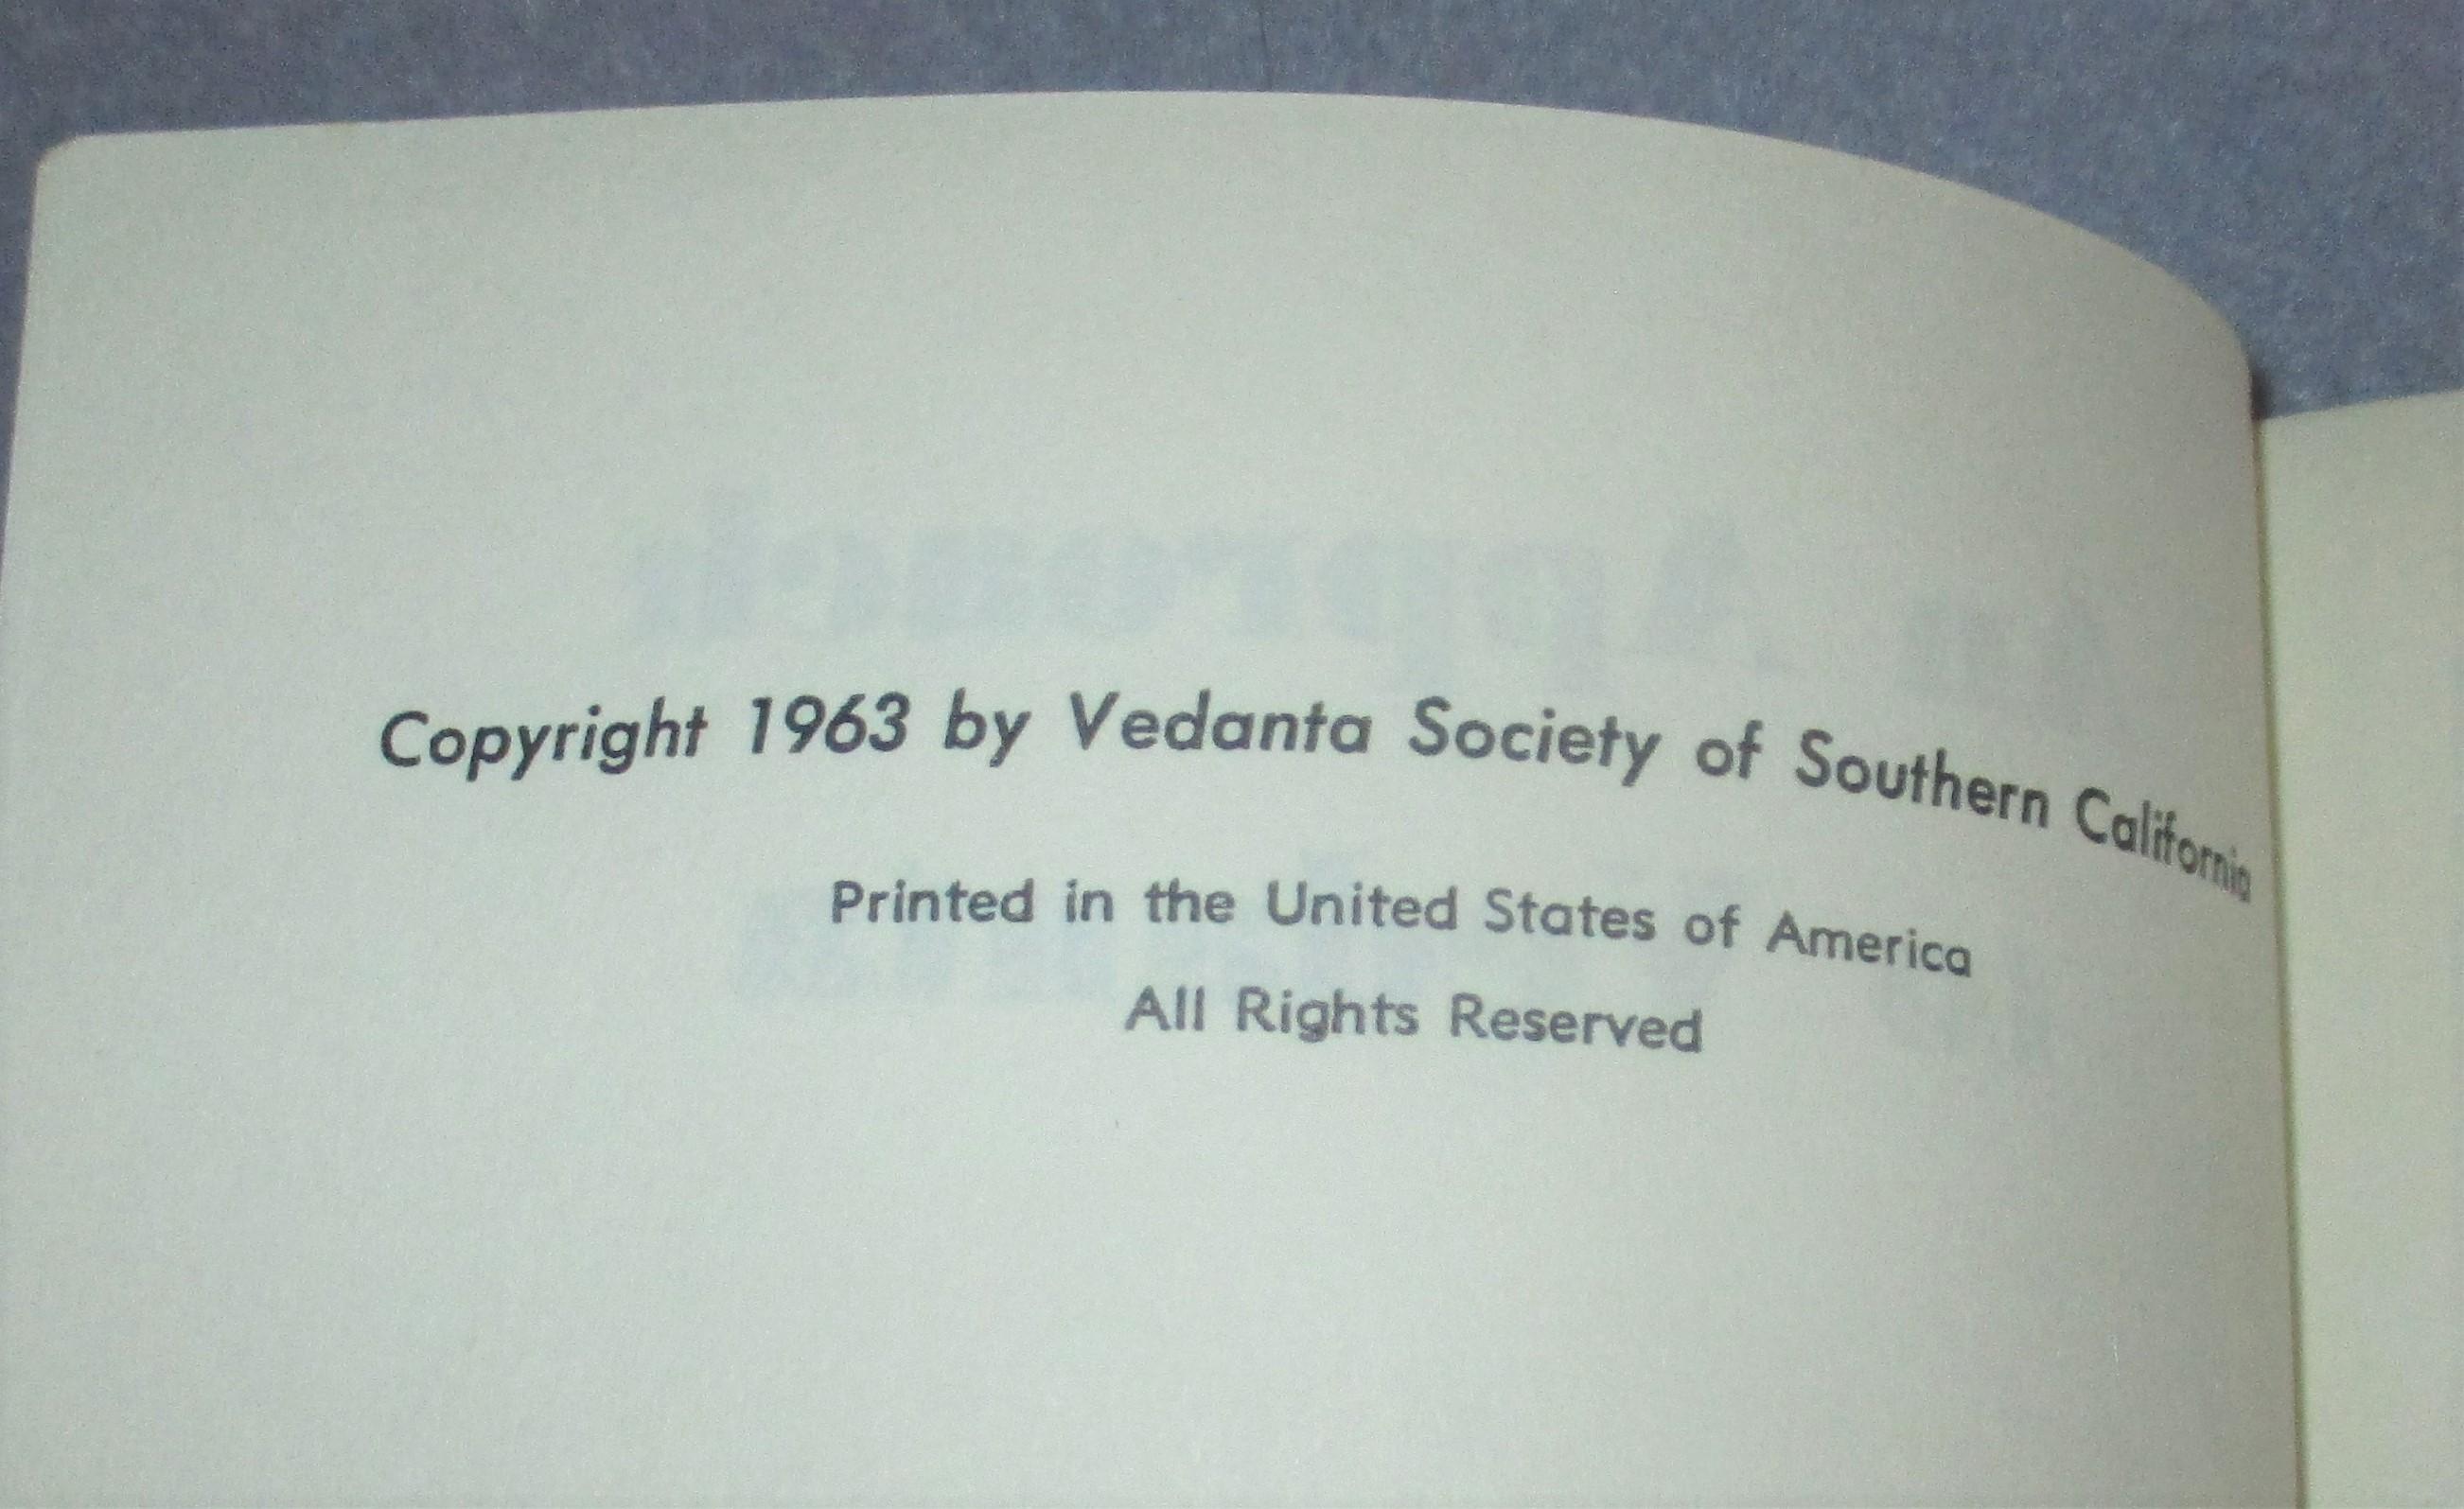 Copyright 1963 by Vedanta Society of Southern California
Printed in the United States of America
All Rights Reserved